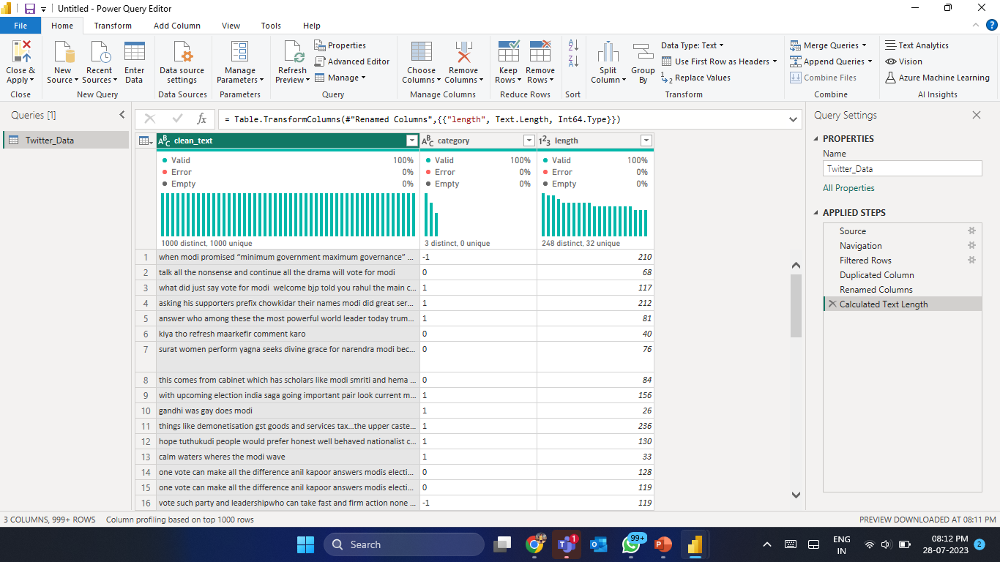 Untitled - Power Query Editor
File Home Transform Add Column View Tools Help
Close & Apply
New Source
Recent Sources
Enter Data
Data source settings
Manage Parameters
Refresh Preview
Properties
Advanced Editor
Manage
Choose Columns
Remove Columns
Keep Rows
Remove Rows
Split Column
Group By
Data Type: Text
Use First Row as Headers
Replace Values
Merge Queries
Append Queries
Combine Files
Text Analytics
Vision
Azure Machine Learning
Close New Query Data Sources Parameters Query Manage Columns Reduce Rows Sort Transform Combine AI Insights
Queries [1]
Twitter_Data
fx = Table.TransformColumns(#"Renamed Columns",{{"length", Text.Length, Int64.Type}})
clean_text category length
Valid 100% Valid 100% Valid 100%
Error 0% Error 0% Error 0%
Empty 0% Empty 0% Empty 0%
1000 distinct, 1000 unique 3 distinct, 0 unique 248 distinct, 32 unique
1 when modi promised “minimum government maximum governance” ... -1 210
2 talk all the nonsense and continue all the drama will vote for modi 0 68
3 what did just say vote for modi  welcome bjp told you rahul the main c... 1 117
4 asking his supporters prefix chowkidar their names modi did great ser... 1 212
5 answer who among these the most powerful world leader today trum... 1 81
6 kiya tho refresh maarkefir comment karo 0 40
7 surat women perform yagna seeks divine grace for narendra modi bec... 0 76
8 this comes from cabinet which has scholars like modi smriti and hema ... 0 84
9 with upcoming election india saga going important pair look current m... 1 156
10 gandhi was gay does modi 1 26
11 things like demonetisation gst goods and services tax...the upper caste... 1 236
12 hope tuthukudi people would prefer honest well behaved nationalist c... 1 130
13 calm waters wheres the modi wave 1 33
14 one vote can make all the difference anil kapoor answers modis electi... 0 128
15 one vote can make all the difference anil kapoor answers modis electi... 0 119
16 vote such party and leadershipwho can take fast and firm action none ... -1 119
Query Settings
PROPERTIES
Name
Twitter_Data
All Properties
APPLIED STEPS
Source
Navigation
Filtered Rows
Duplicated Column
Renamed Columns
Calculated Text Length
3 COLUMNS, 999+ ROWS Column profiling based on top 1000 rows PREVIEW DOWNLOADED AT 08:11 PM
Search
1
99+
ENG
IN
08:12 PM
28-07-2023
2